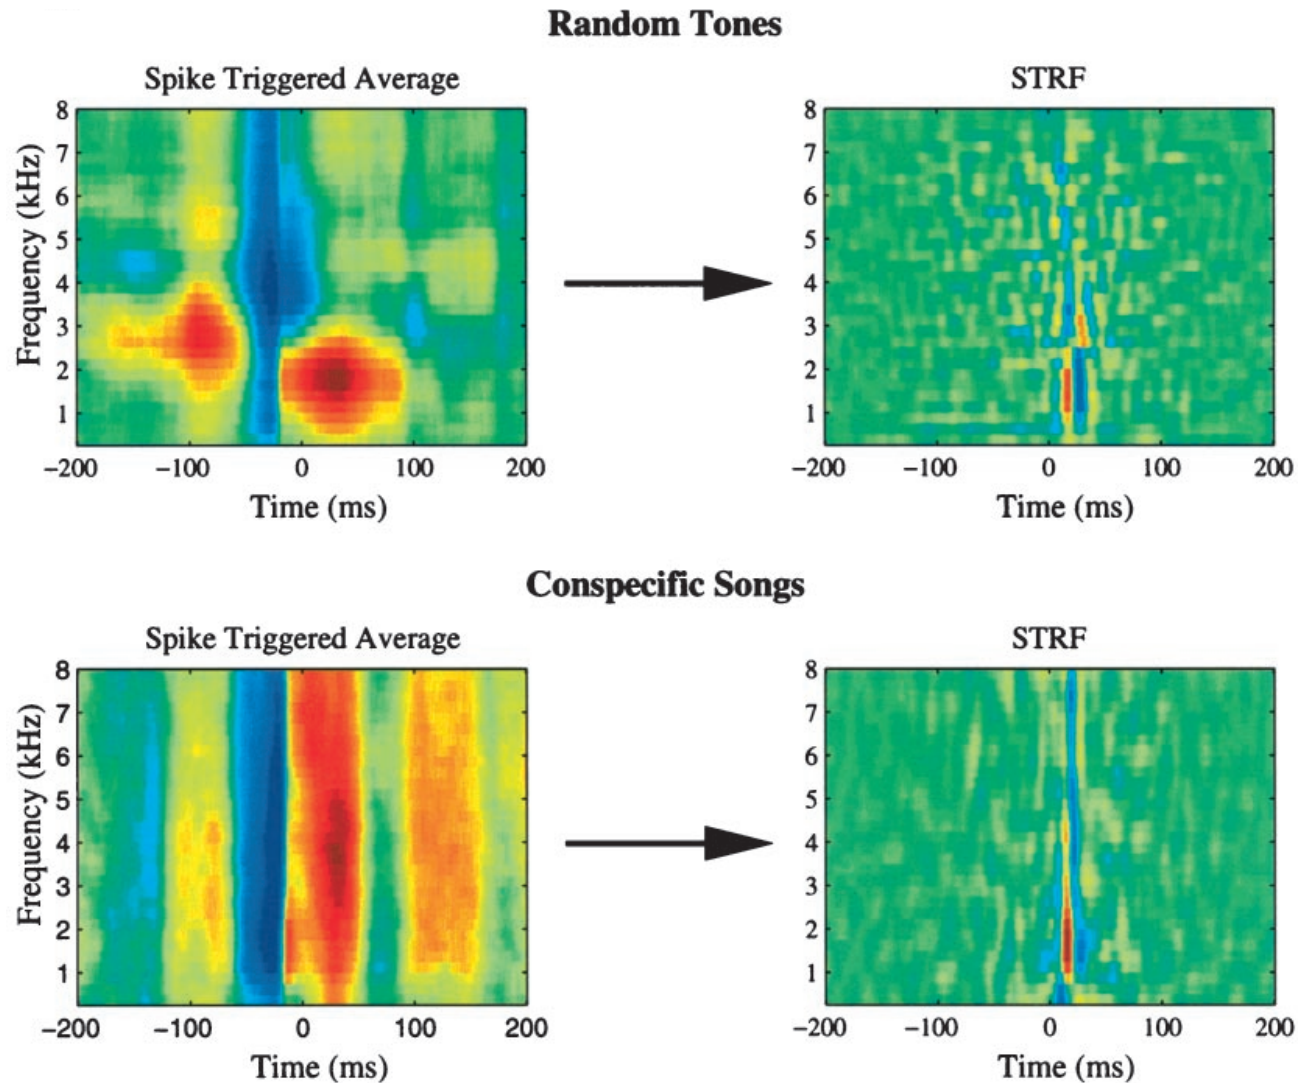 Random Tones
Spike Triggered Average
STRF
8
7
6
5
4
3
2
1
Frequency (kHz)
−200 −100 0 100 200
Time (ms)
8
7
6
5
4
3
2
1
−200 −100 0 100 200
Time (ms)
Conspecific Songs
Spike Triggered Average
STRF
8
7
6
5
4
3
2
1
Frequency (kHz)
−200 −100 0 100 200
Time (ms)
8
7
6
5
4
3
2
1
−200 −100 0 100 200
Time (ms)